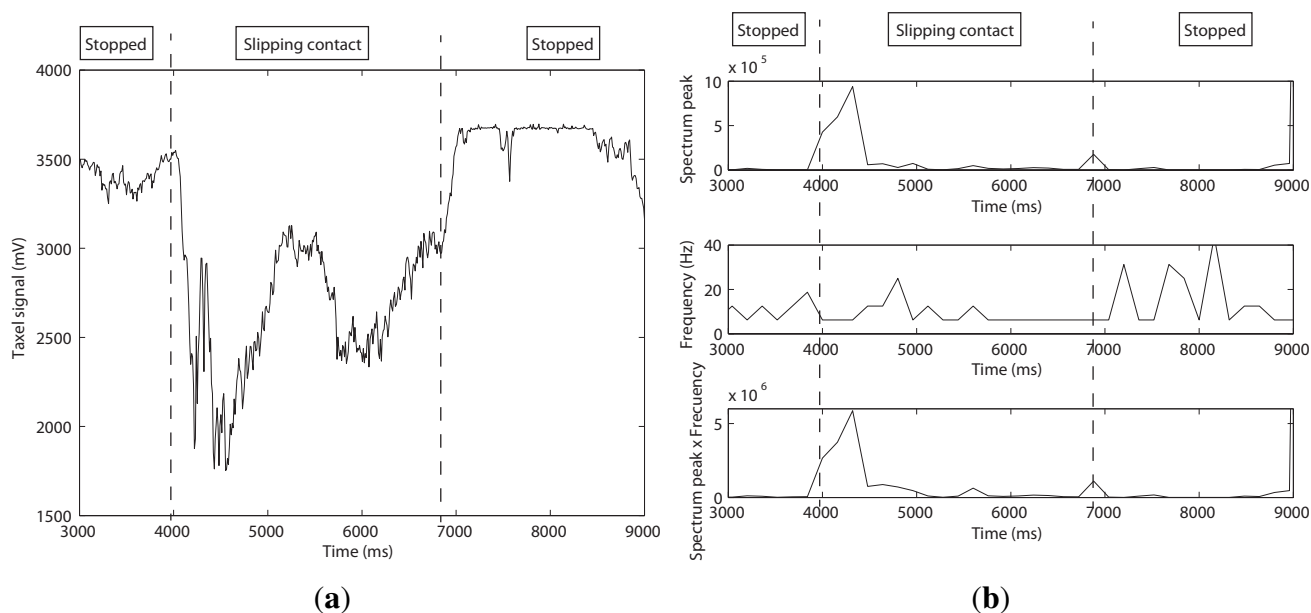 Stopped
Slipping contact
Stopped
4000
3500
3000
2500
2000
1500
Taxel signal (mV)
3000 4000 5000 6000 7000 8000 9000
Time (ms)
(a)
Stopped
Slipping contact
Stopped
x 10 5
10
5
0
Spectrum peak
3000 4000 5000 6000 7000 8000 9000
Time (ms)
40
20
0
Frequency (Hz)
3000 4000 5000 6000 7000 8000 9000
Time (ms)
x 10 6
5
0
Spectrum peak x Frecuency
3000 4000 5000 6000 7000 8000 9000
Time (ms)
(b)